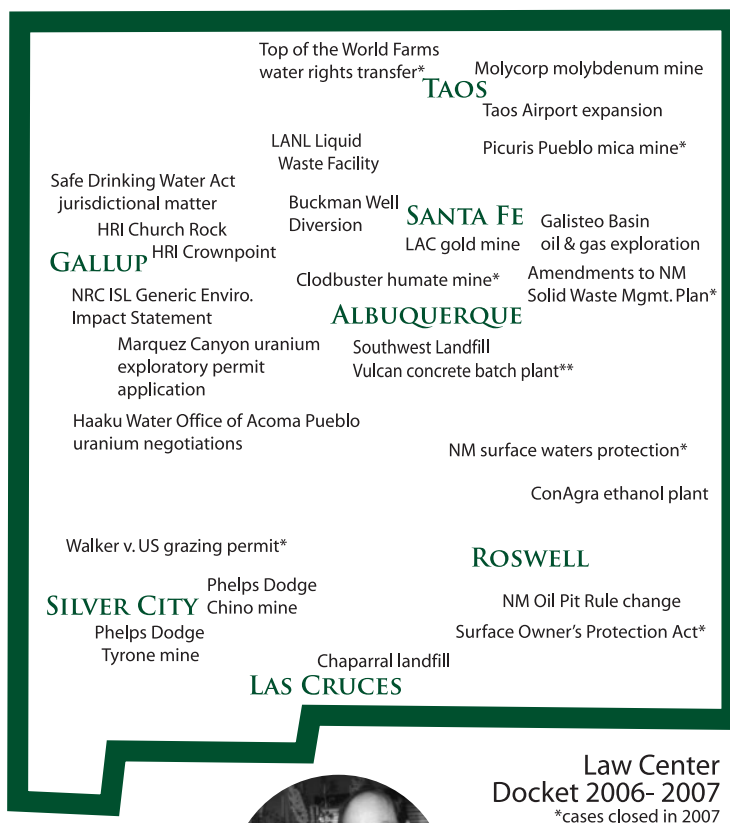 Top of the World Farms
water rights transfer*
TAOS
Molycorp molybdenum mine
Taos Airport expansion
Picuris Pueblo mica mine*
LANL Liquid
Waste Facility
Safe Drinking Water Act
jurisdictional matter
HRI Church Rock
HRI Crownpoint
GALLUP
Buckman Well
Diversion
SANTA FE
LAC gold mine
Galisteo Basin
oil & gas exploration
Clodbuster humate mine*
Amendments to NM
Solid Waste Mgmt. Plan*
NRC ISL Generic Enviro.
Impact Statement
ALBUQUERQUE
Marquez Canyon uranium
exploratory permit
application
Southwest Landfill
Vulcan concrete batch plant**
Haaku Water Office of Acoma Pueblo
uranium negotiations
NM surface waters protection*
ConAgra ethanol plant
Walker v. US grazing permit*
ROSWELL
Phelps Dodge
Chino mine
SILVER CITY
Phelps Dodge
Tyrone mine
NM Oil Pit Rule change
Surface Owner's Protection Act*
Chaparral landfill
LAS CRUCES
Law Center
Docket 2006- 2007
*cases closed in 2007